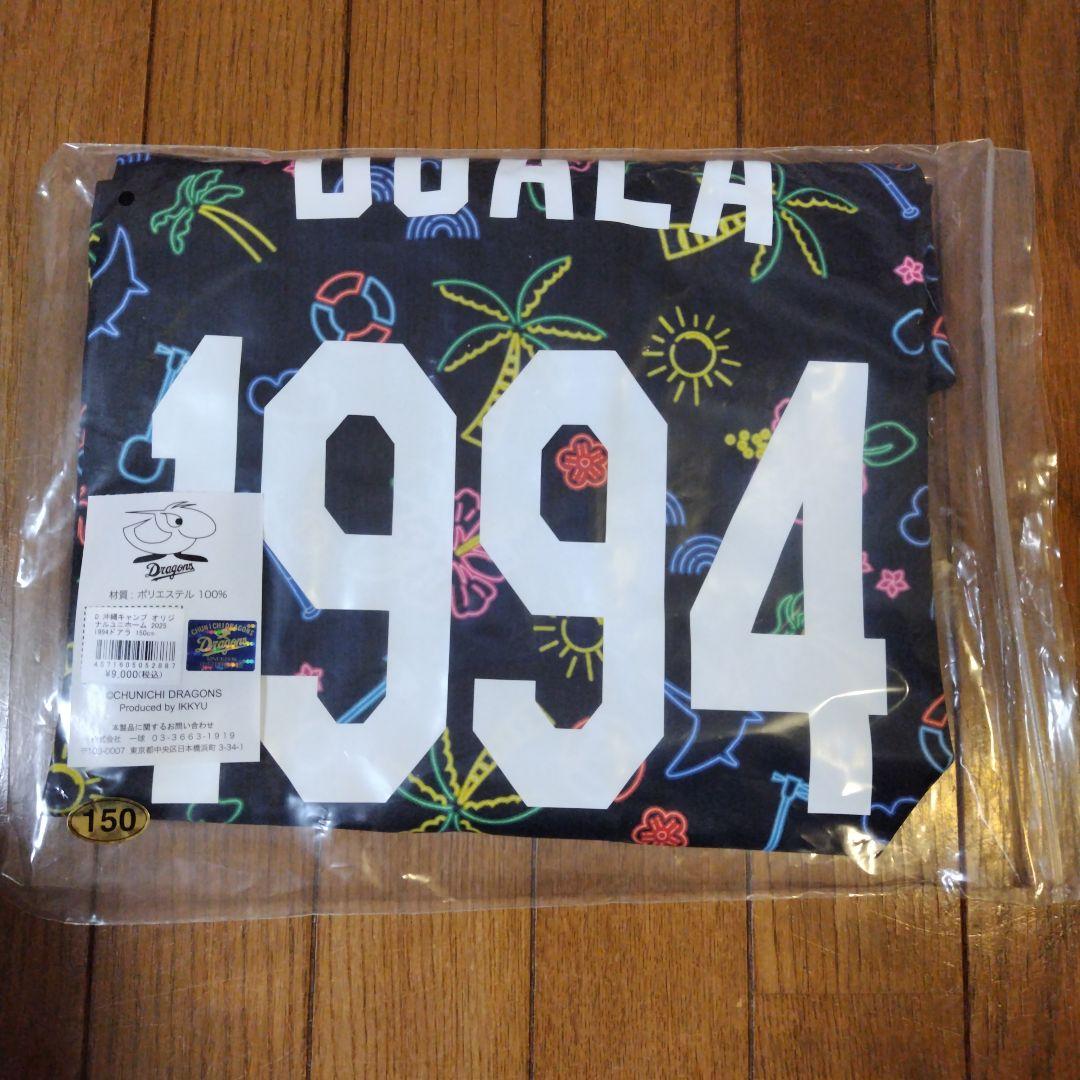 DOALA
1994
Dragons
材質：ポリエステル 100%
D 沖縄キャンプ オリジ
ナルユニホーム 2025
1994ドアラ 150cm
4571605052887
¥9,000(税込)
CHUNICHI DRAGONS
Dragons
©CHUNICHI DRAGONS
Produced by IKKYU
本製品に関するお問い合わせ
株式会社 一球 03-3663-1919
〒103-0007 東京都中央区日本橋浜町 3-34-1
150